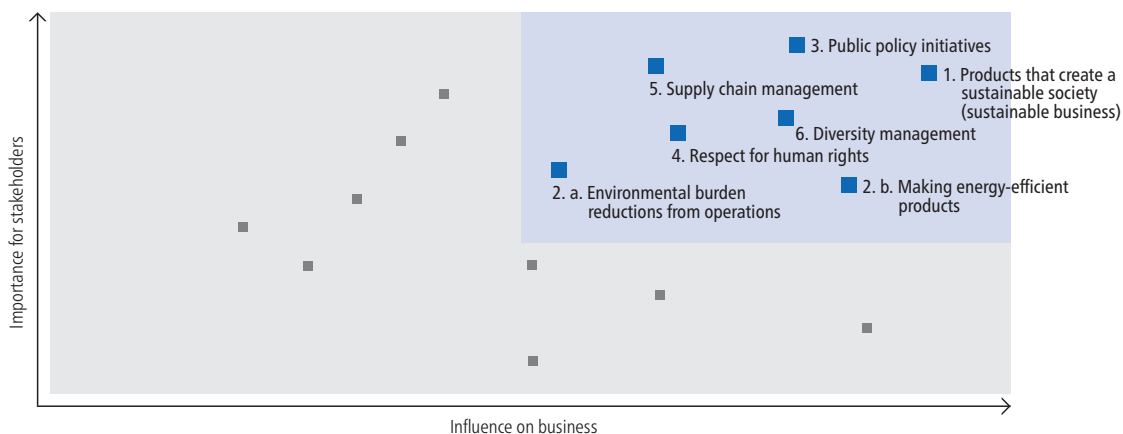 Importance for stakeholders
3. Public policy initiatives
1. Products that create a
sustainable society
(sustainable business)
5. Supply chain management
6. Diversity management
4. Respect for human rights
2. a. Environmental burden
reductions from operations
2. b. Making energy-efficient
products
Influence on business